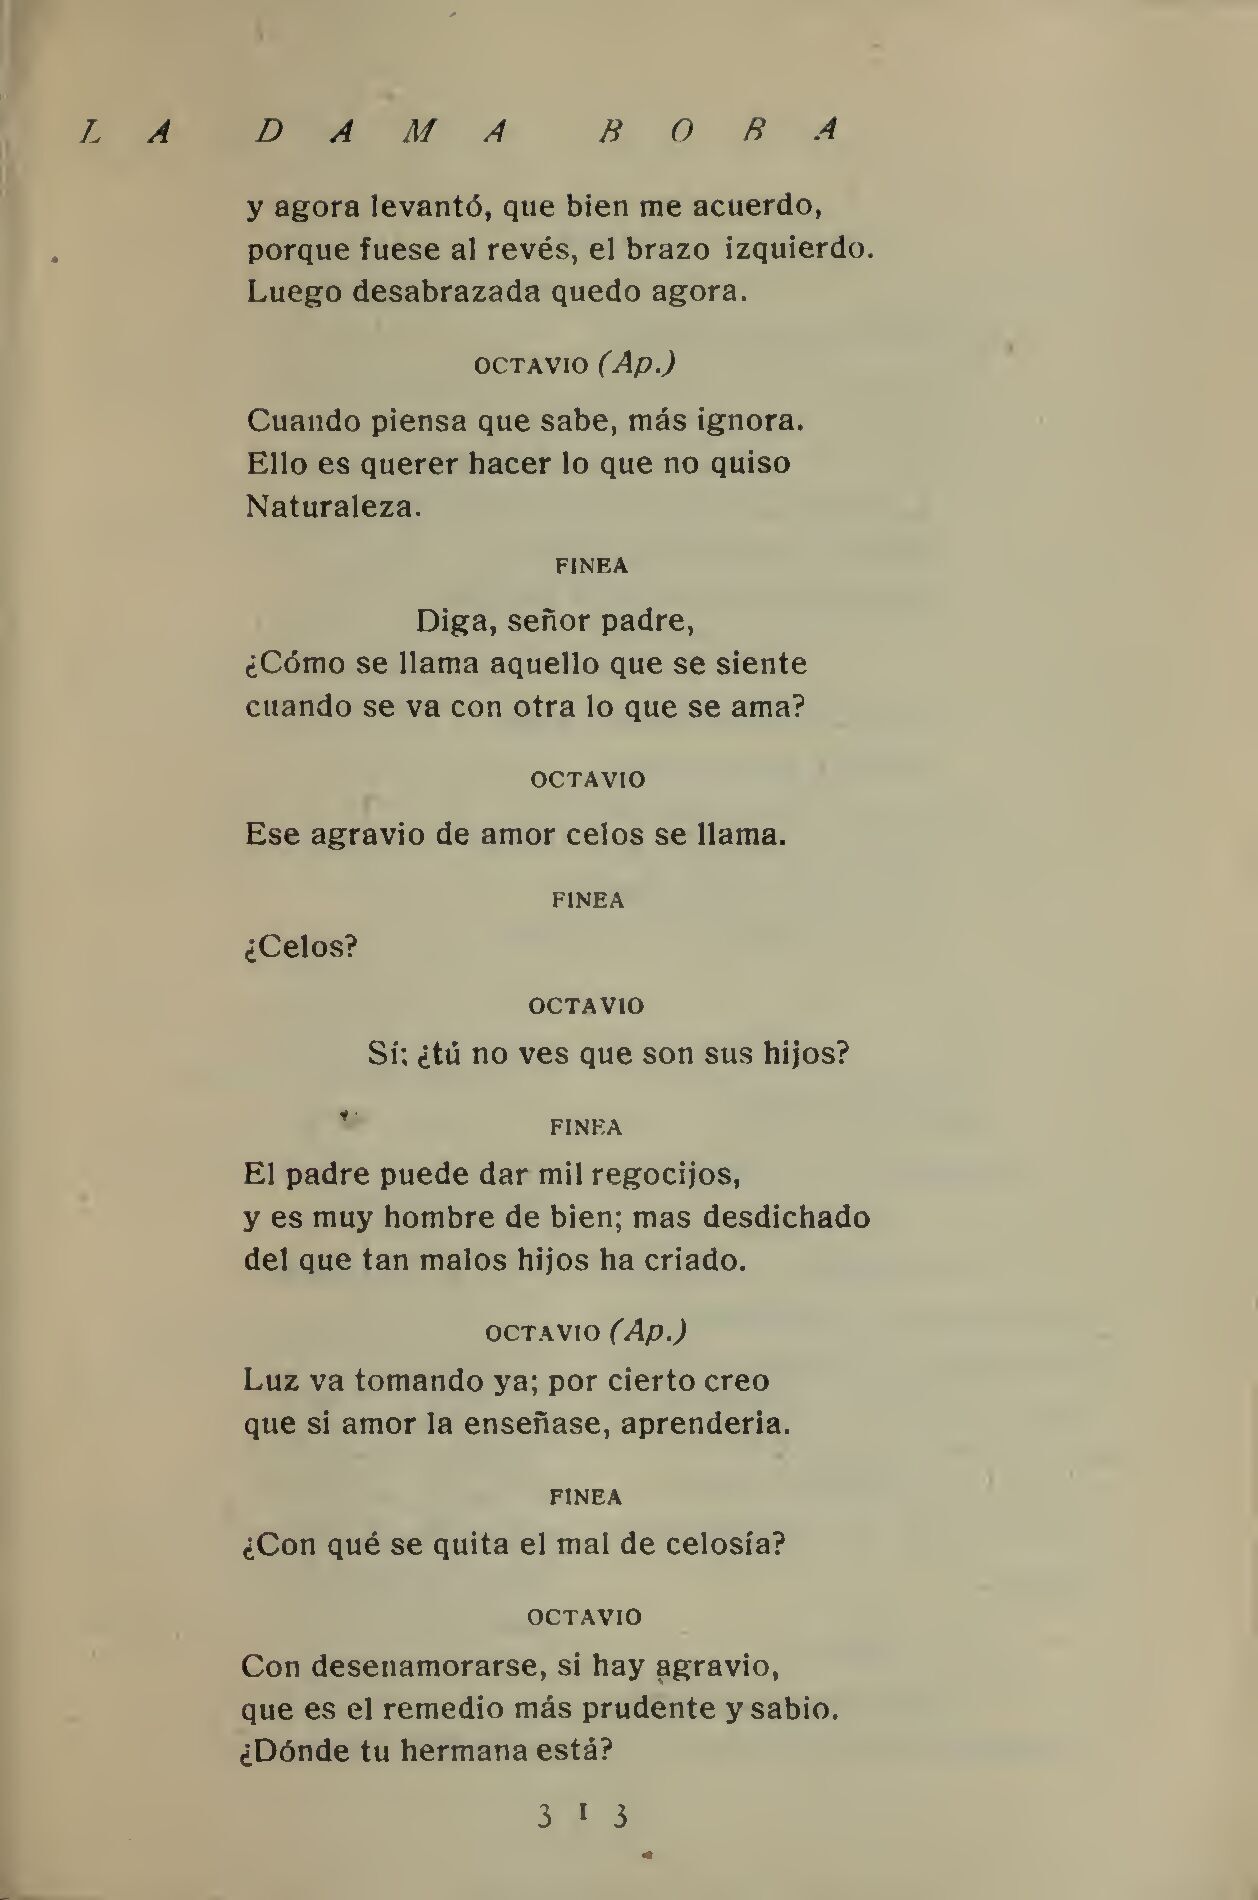 LA DAMA BOBA
y agora levantó, que bien me acuerdo,
porque fuese al revés, el brazo izquierdo.
Luego desabrazada quedo agora.
OCTAVIO (Ap.)
Cuando piensa que sabe, más ignora.
Ello es querer hacer lo que no quiso
Naturaleza.
FINEA
Diga, señor padre,
¿Cómo se llama aquello que se siente
cuando se va con otra lo que se ama?
OCTAVIO
Ese agravio de amor celos se llama.
FINEA
¿Celos?
OCTAVIO
Sí; ¿tú no ves que son sus hijos?
FINEA
El padre puede dar mil regocijos,
y es muy hombre de bien; mas desdichado
del que tan malos hijos ha criado.
OCTAVIO (Ap.)
Luz va tomando ya; por cierto creo
que si amor la enseñase, aprenderia.
FINEA
¿Con qué se quita el mal de celosía?
OCTAVIO
Con desenamorarse, si hay agravio,
que es el remedio más prudente y sabio.
¿Dónde tu hermana está?
313